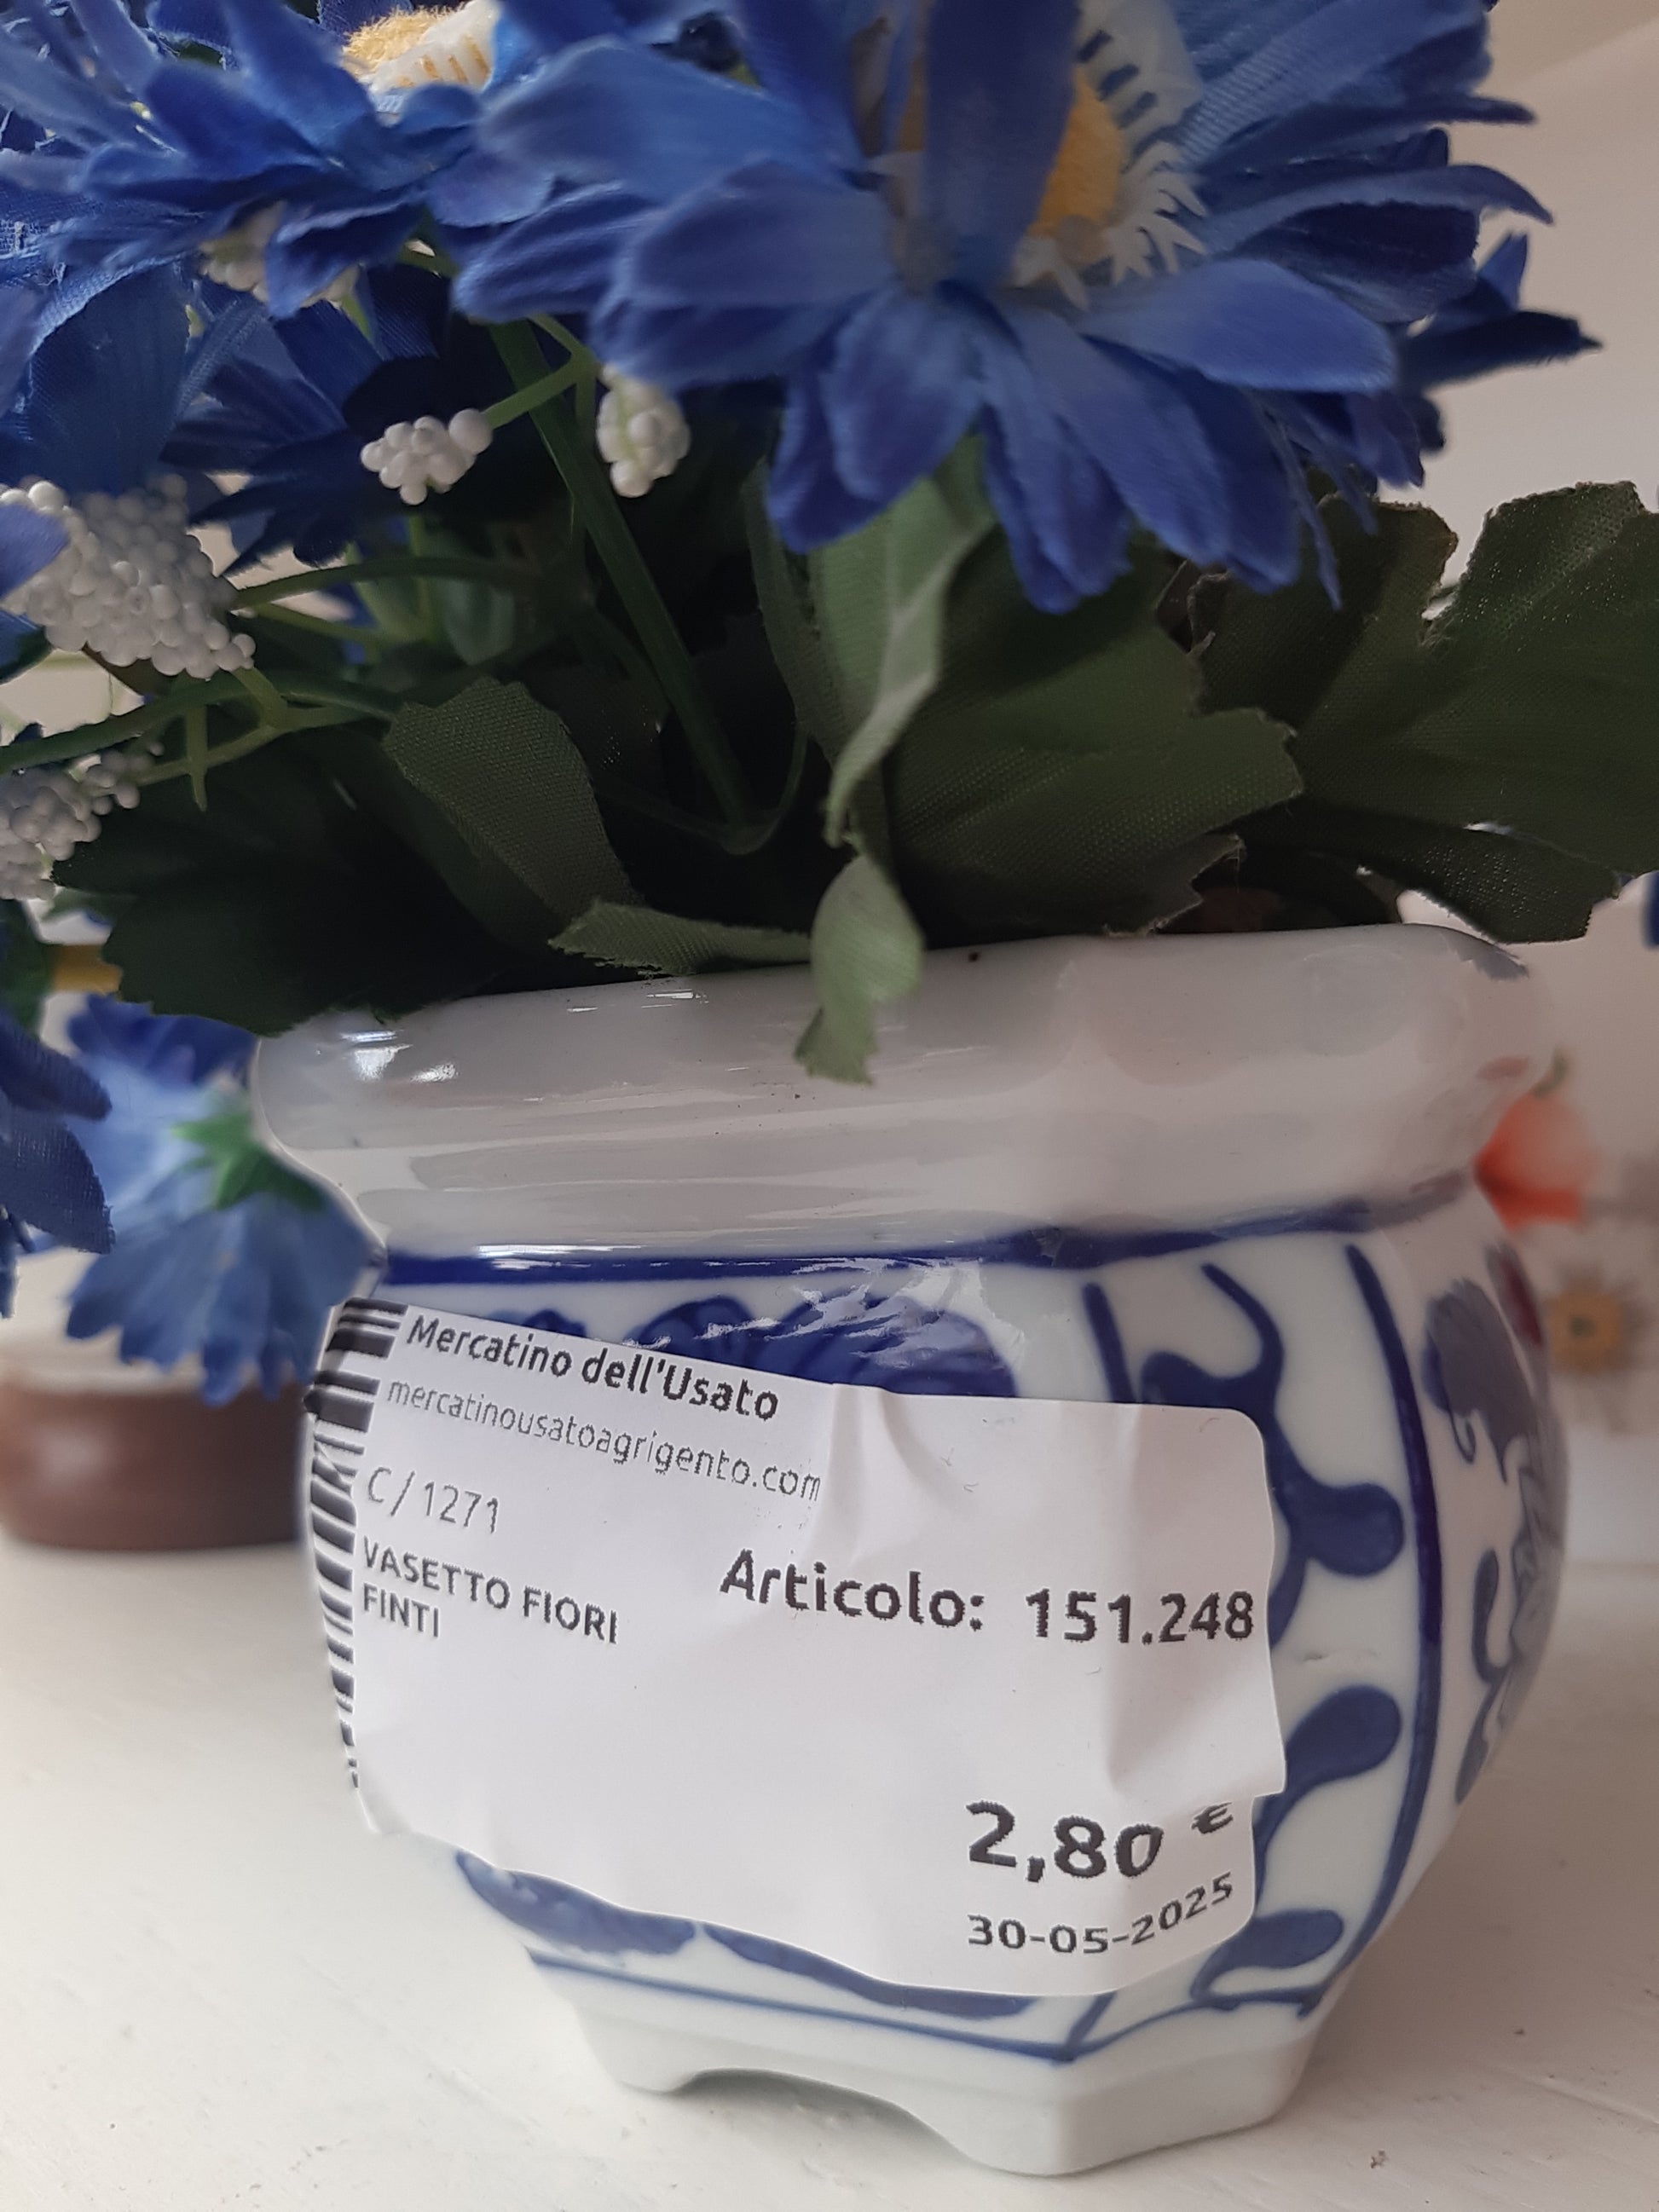 Mercatino dell'Usato
mercatinousatoagrigento.com
C/1271
VASETTO FIORI
FINTI
Articolo: 151.248
2,80 €
30-05-2025